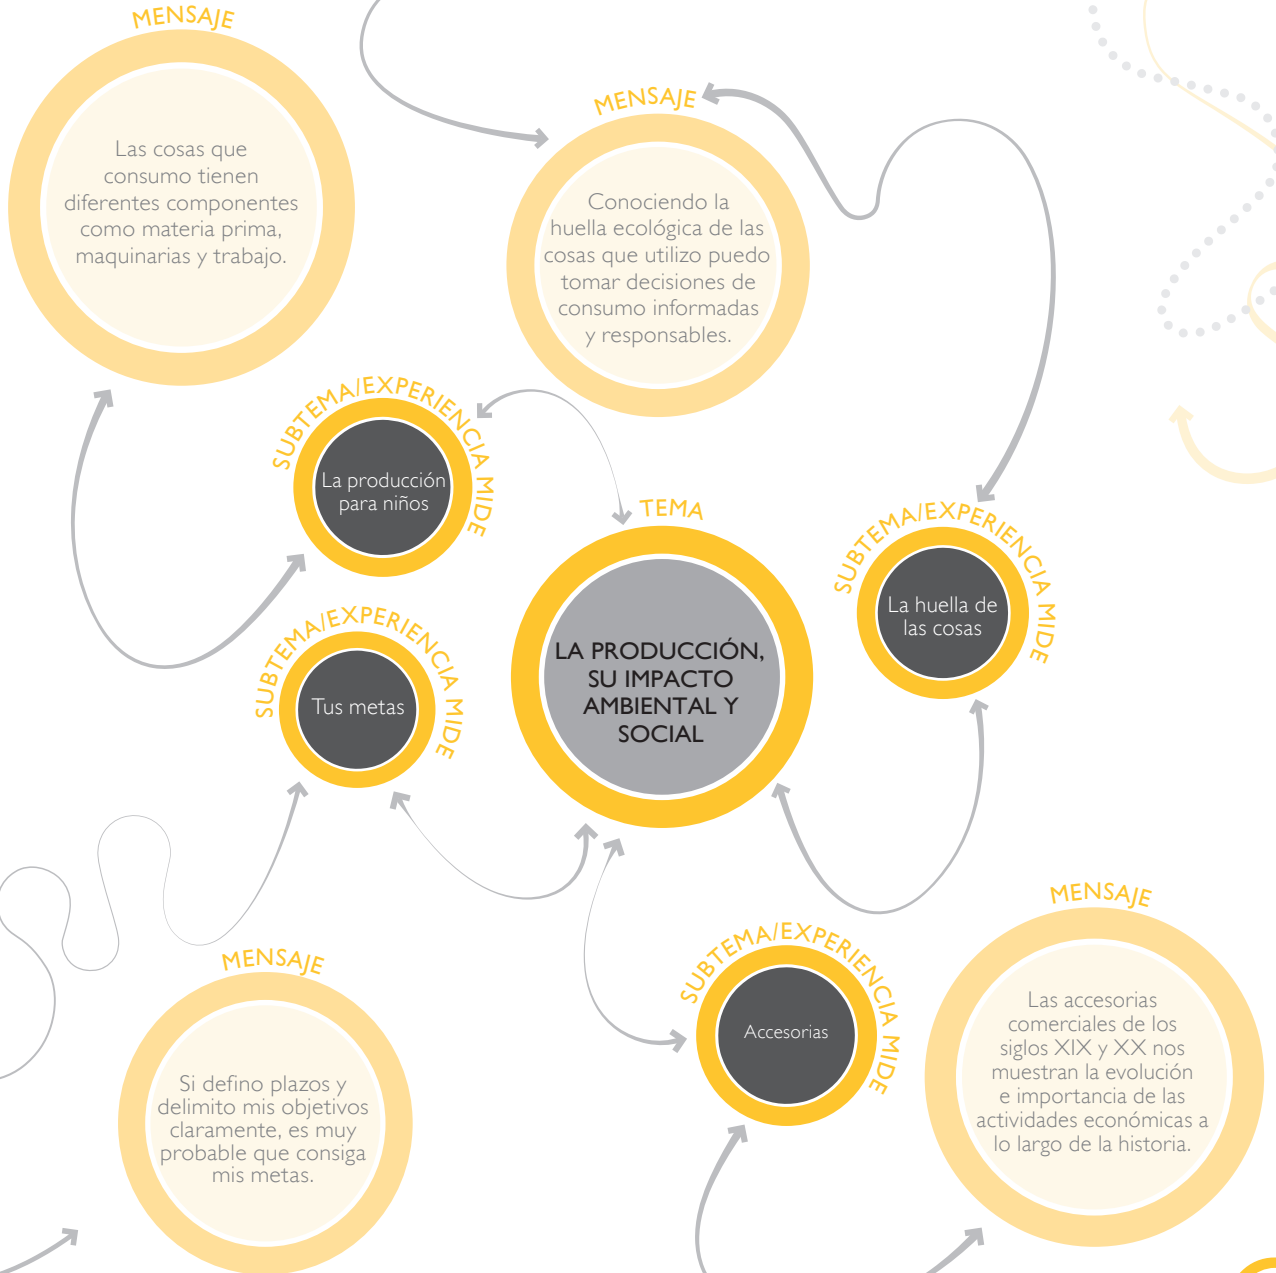 MENSAJE
Las cosas que
consumo tienen
diferentes componentes
como materia prima,
maquinarias y trabajo.
MENSAJE
Conociendo la
huella ecológica de las
cosas que utilizo puedo
tomar decisiones de
consumo informadas
y responsables.
SUBTEMA/EXPERIENCIA MIDE
La producción
para niños
TEMA
LA PRODUCCIÓN,
SU IMPACTO
AMBIENTAL Y
SOCIAL
SUBTEMA/EXPERIENCIA MIDE
La huella de
las cosas
SUBTEMA/EXPERIENCIA MIDE
Tus metas
MENSAJE
Si defino plazos y
delimito mis objetivos
claramente, es muy
probable que consiga
mis metas.
SUBTEMA/EXPERIENCIA MIDE
Accesorias
MENSAJE
Las accesorias
comerciales de los
siglos XIX y XX nos
muestran la evolución
e importancia de las
actividades económicas a
lo largo de la historia.